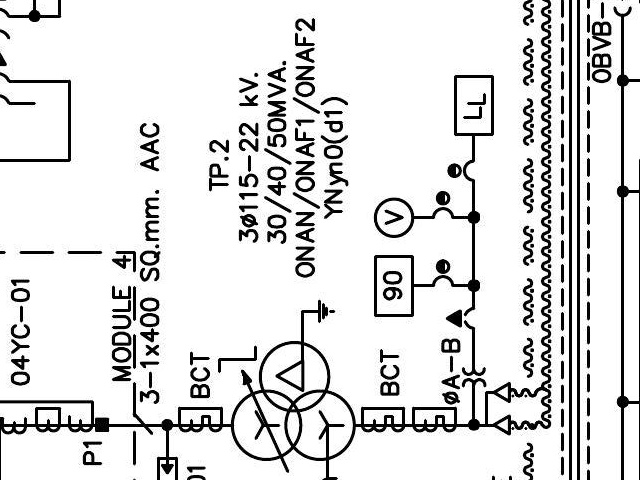 04YC-01
P1
MODULE 4
3-1x400 SQ.mm. AAC
BCT
TP.2
3ø115-22 kV.
30/40/50MVA.
ONAN/ONAF1/ONAF2
YNyn0(d1)
90
V
LL
BCT
øA-B
0BVB-
01